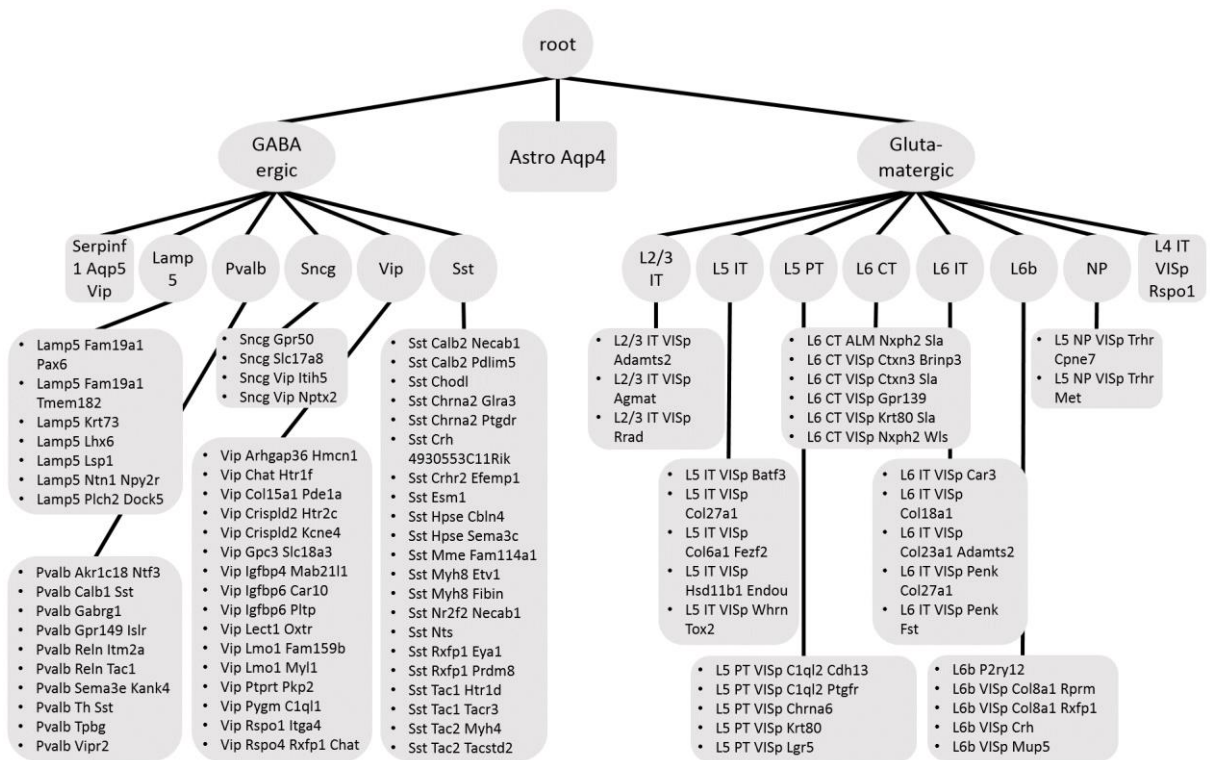 root
GABA
ergic
Astro Aqp4
Gluta-
matergic
Serpinf
1 Aqp5
Vip
Lamp
5
Pvalb
Sncg
Vip
Sst
L2/3
IT
L5 IT
L5 PT
L6 CT
L6 IT
L6b
NP
L4 IT
VISp
Rspo1
• Lamp5 Fam19a1
Pax6
• Lamp5 Fam19a1
Tmem182
• Lamp5 Krt73
• Lamp5 Lhx6
• Lamp5 Lsp1
• Lamp5 Ntn1 Npy2r
• Lamp5 Plch2 Dock5
• Pvalb Akr1c18 Ntf3
• Pvalb Calb1 Sst
• Pvalb Gabrg1
• Pvalb Gpr149 Islr
• Pvalb Reln Itm2a
• Pvalb Reln Tac1
• Pvalb Sema3e Kank4
• Pvalb Th Sst
• Pvalb Tpbg
• Pvalb Vipr2
• Sncg Gpr50
• Sncg Slc17a8
• Sncg Vip Itih5
• Sncg Vip Nptx2
• Vip Arhgap36 Hmcn1
• Vip Chat Htr1f
• Vip Col15a1 Pde1a
• Vip Crispld2 Htr2c
• Vip Crispld2 Kcne4
• Vip Gpc3 Slc18a3
• Vip Igfbp4 Mab21l1
• Vip Igfbp6 Car10
• Vip Igfbp6 Pltp
• Vip Lect1 Oxtr
• Vip Lmo1 Fam159b
• Vip Lmo1 Myl1
• Vip Ptprt Pkp2
• Vip Pygm C1ql1
• Vip Rspo1 Itga4
• Vip Rspo4 Rxfp1 Chat
• Sst Calb2 Necab1
• Sst Calb2 Pdlim5
• Sst Chodl
• Sst Chrna2 Glra3
• Sst Chrna2 Ptgdr
• Sst Crh
4930553C11Rik
• Sst Crhr2 Efemp1
• Sst Esm1
• Sst Hpse Cbln4
• Sst Hpse Sema3c
• Sst Mme Fam114a1
• Sst Myh8 Etv1
• Sst Myh8 Fibin
• Sst Nr2f2 Necab1
• Sst Nts
• Sst Rxfp1 Eya1
• Sst Rxfp1 Prdm8
• Sst Tac1 Htr1d
• Sst Tac1 Tacr3
• Sst Tac2 Myh4
• Sst Tac2 Tacstd2
• L2/3 IT VISp
Adamts2
• L2/3 IT VISp
Agmat
• L2/3 IT VISp
Rrad
• L5 IT VISp Batf3
• L5 IT VISp
Col27a1
• L5 IT VISp
Col6a1 Fezf2
• L5 IT VISp
Hsd11b1 Endou
• L5 IT VISp Whrn
Tox2
• L5 PT VISp C1ql2 Cdh13
• L5 PT VISp C1ql2 Ptgfr
• L5 PT VISp Chrna6
• L5 PT VISp Krt80
• L5 PT VISp Lgr5
• L6 CT ALM Nxph2 Sla
• L6 CT VISp Ctxn3 Brinp3
• L6 CT VISp Ctxn3 Sla
• L6 CT VISp Gpr139
• L6 CT VISp Krt80 Sla
• L6 CT VISp Nxph2 Wls
• L6 IT VISp Car3
• L6 IT VISp
Col18a1
• L6 IT VISp
Col23a1 Adamts2
• L6 IT VISp Penk
Col27a1
• L6 IT VISp Penk
Fst
• L6b P2ry12
• L6b VISp Col8a1 Rprm
• L6b VISp Col8a1 Rxfp1
• L6b VISp Crh
• L6b VISp Mup5
• L5 NP VISp Trhr
Cpne7
• L5 NP VISp Trhr
Met